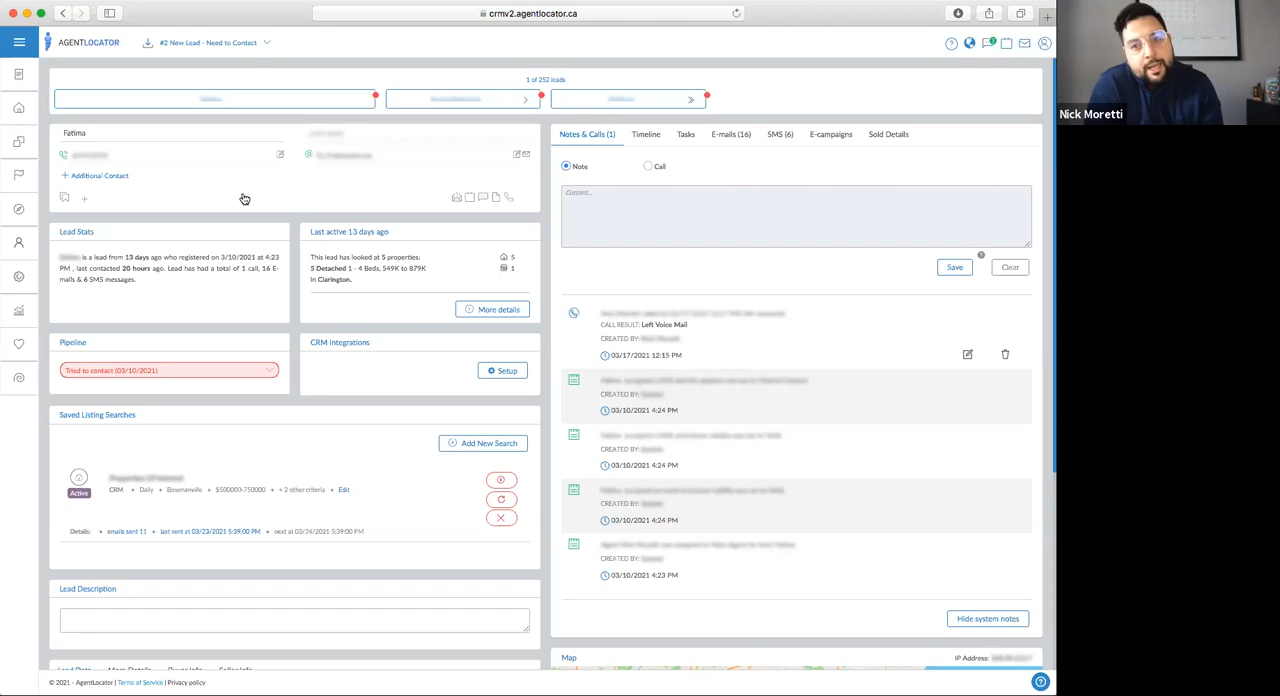 crmv2.agentlocator.ca
AGENTLOCATOR
#2 New Lead - Need to Contact
3
1 of 252 leads
Fatima
+ Additional Contact
Lead Stats
is a lead from 13 days ago who registered on 3/10/2021 at 4:23
PM , last contacted 20 hours ago. Lead has had a total of 1 call, 16 E-
mails & 6 SMS messages.
Last active 13 days ago
This lead has looked at 5 properties:
5 Detached 1 - 4 Beds, 549K to 879K
in Clarington.
5
1
More details
Pipeline
Tried to contact (03/10/2021)
CRM Integrations
Setup
Saved Listing Searches
Add New Search
Active
CRM • Daily • Bowmanville • $500000-750000 • + 2 other criteria • Edit
Details: • emails sent 11 • last sent at 03/23/2021 5:39:00 PM • next at 03/24/2021 5:39:00 PM
Lead Description
Lead Data More Details Buyer Info Seller Info
Notes & Calls (1) Timeline Tasks E-mails (16) SMS (6) E-campaigns Sold Details
Note Call
Content...
Save
Clear
CALL RESULT: Left Voice Mail
CREATED BY:
03/17/2021 12:15 PM
CREATED BY:
03/10/2021 4:24 PM
CREATED BY:
03/10/2021 4:24 PM
CREATED BY:
03/10/2021 4:24 PM
CREATED BY:
03/10/2021 4:23 PM
Hide system notes
Map
IP Address:
© 2021 - AgentLocator | Terms of Service | Privacy policy
Nick Moretti